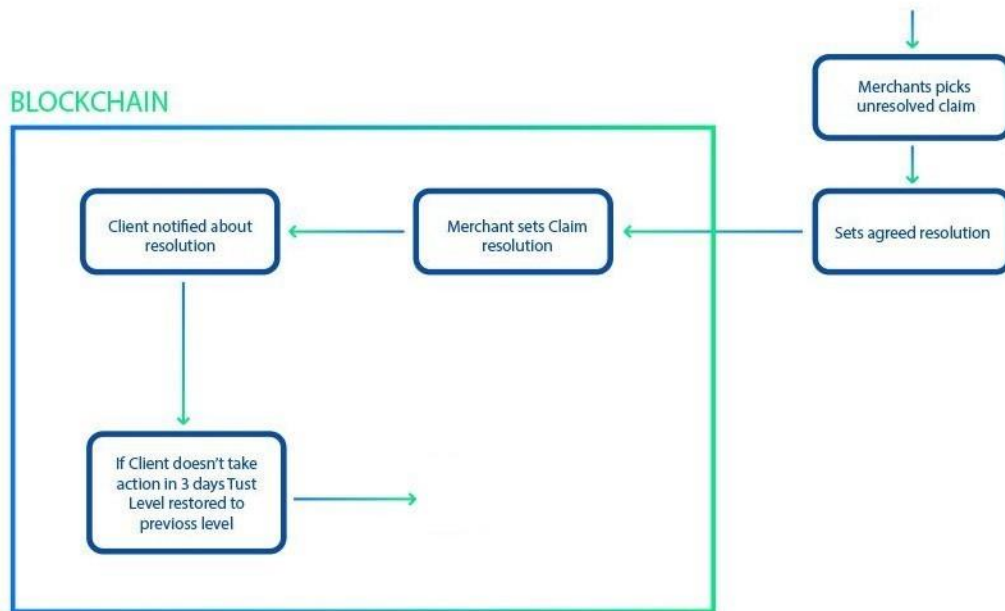 BLOCKCHAIN
Merchants picks
unresolved claim
Sets agreed resolution
Merchant sets Claim
resolution
Client notified about
resolution
If Client doesn't take
action in 3 days Tust
Level restored to
previoss level